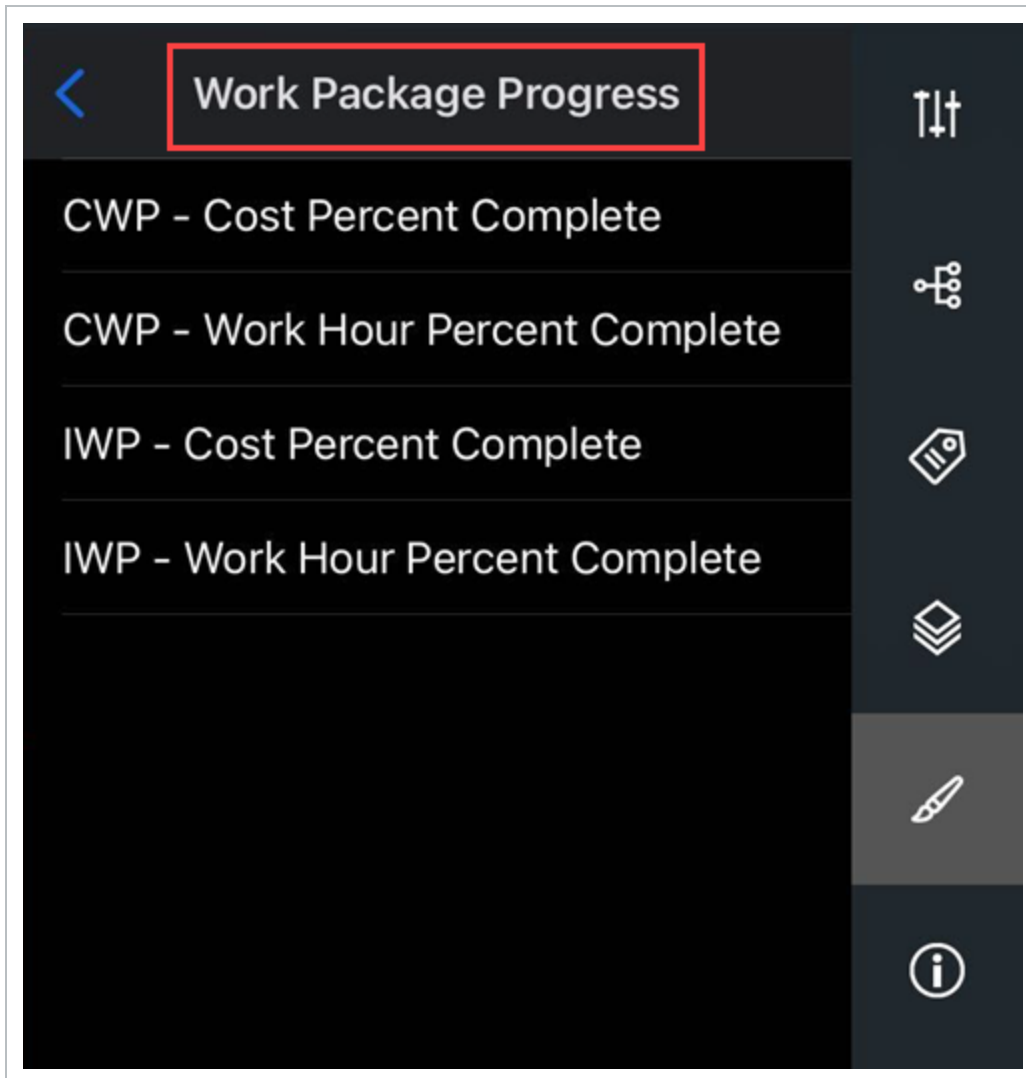 Work Package Progress
CWP - Cost Percent Complete
CWP - Work Hour Percent Complete
IWP - Cost Percent Complete
IWP - Work Hour Percent Complete